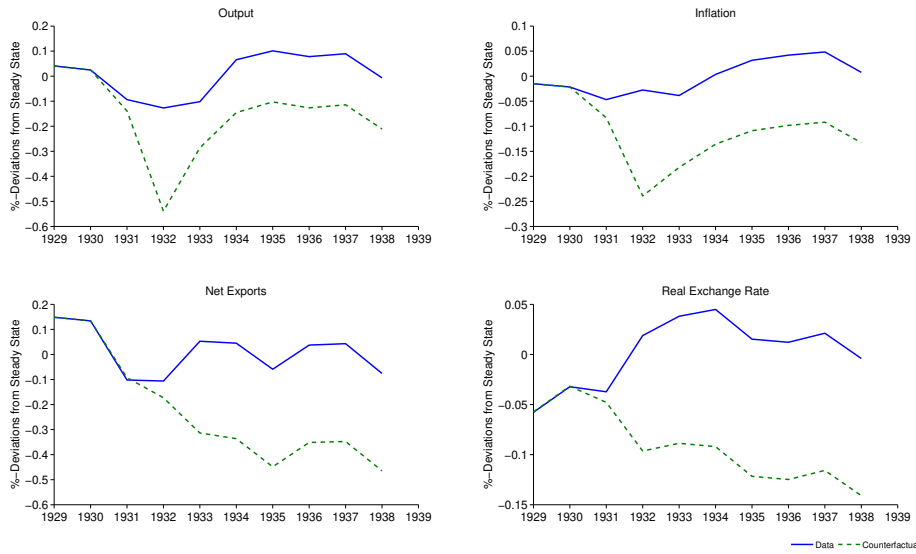 Output
%−Deviations from Steady State
0.2
0.1
0
−0.1
−0.2
−0.3
−0.4
−0.5
−0.6
1929 1930 1931 1932 1933 1934 1935 1936 1937 1938 1939
Inflation
%−Deviations from Steady State
0.1
0.05
0
−0.05
−0.1
−0.15
−0.2
−0.25
−0.3
1929 1930 1931 1932 1933 1934 1935 1936 1937 1938 1939
Net Exports
%−Deviations from Steady State
0.2
0.1
0
−0.1
−0.2
−0.3
−0.4
−0.5
−0.6
1929 1930 1931 1932 1933 1934 1935 1936 1937 1938 1939
Real Exchange Rate
%−Deviations from Steady State
0.05
0
−0.05
−0.1
−0.15
1929 1930 1931 1932 1933 1934 1935 1936 1937 1938 1939
Data Counterfactua